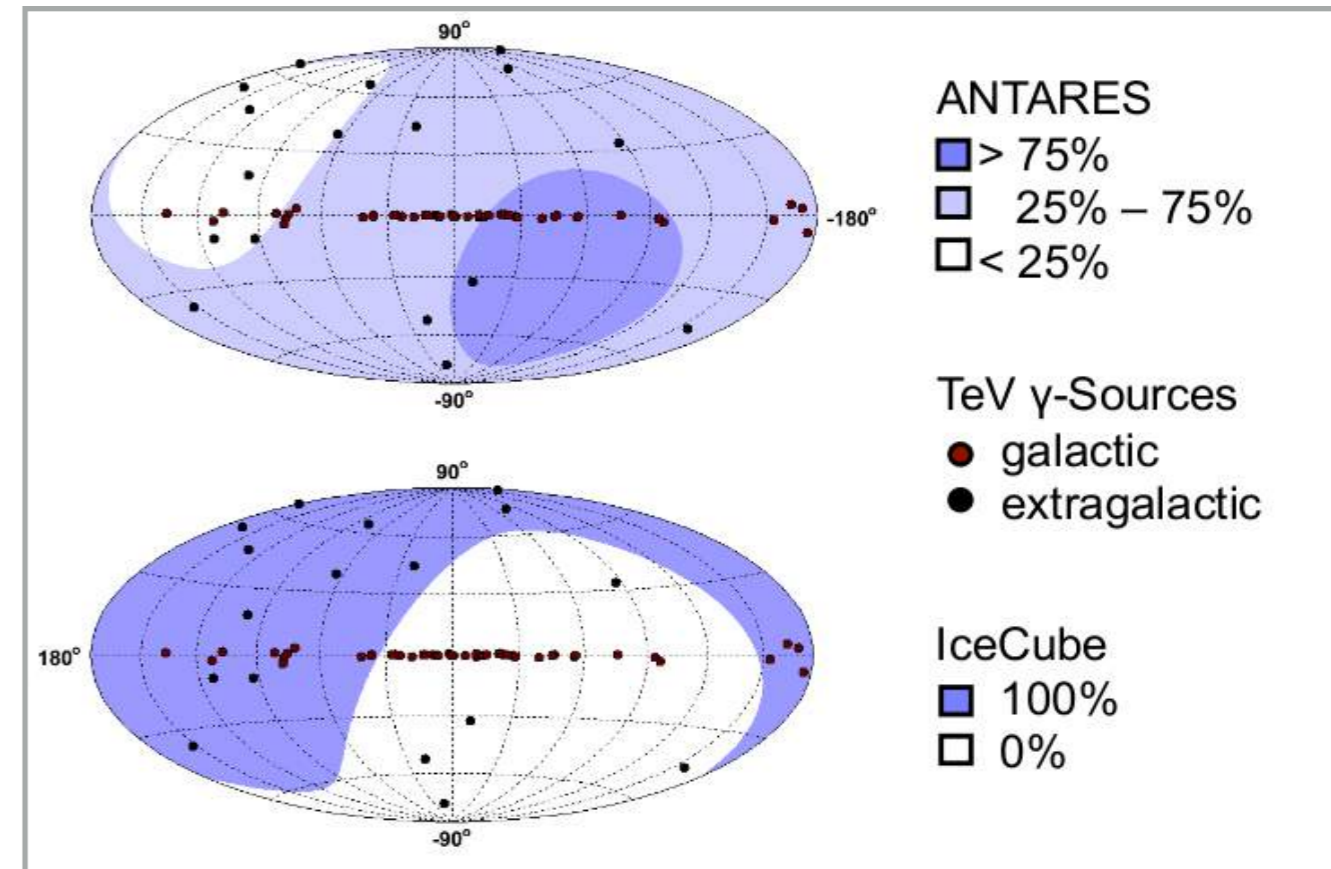 90°
-180°
-90°
ANTARES
> 75%
25% – 75%
< 25%
TeV γ-Sources
galactic
extragalactic
90°
180°
-90°
IceCube
100%
0%